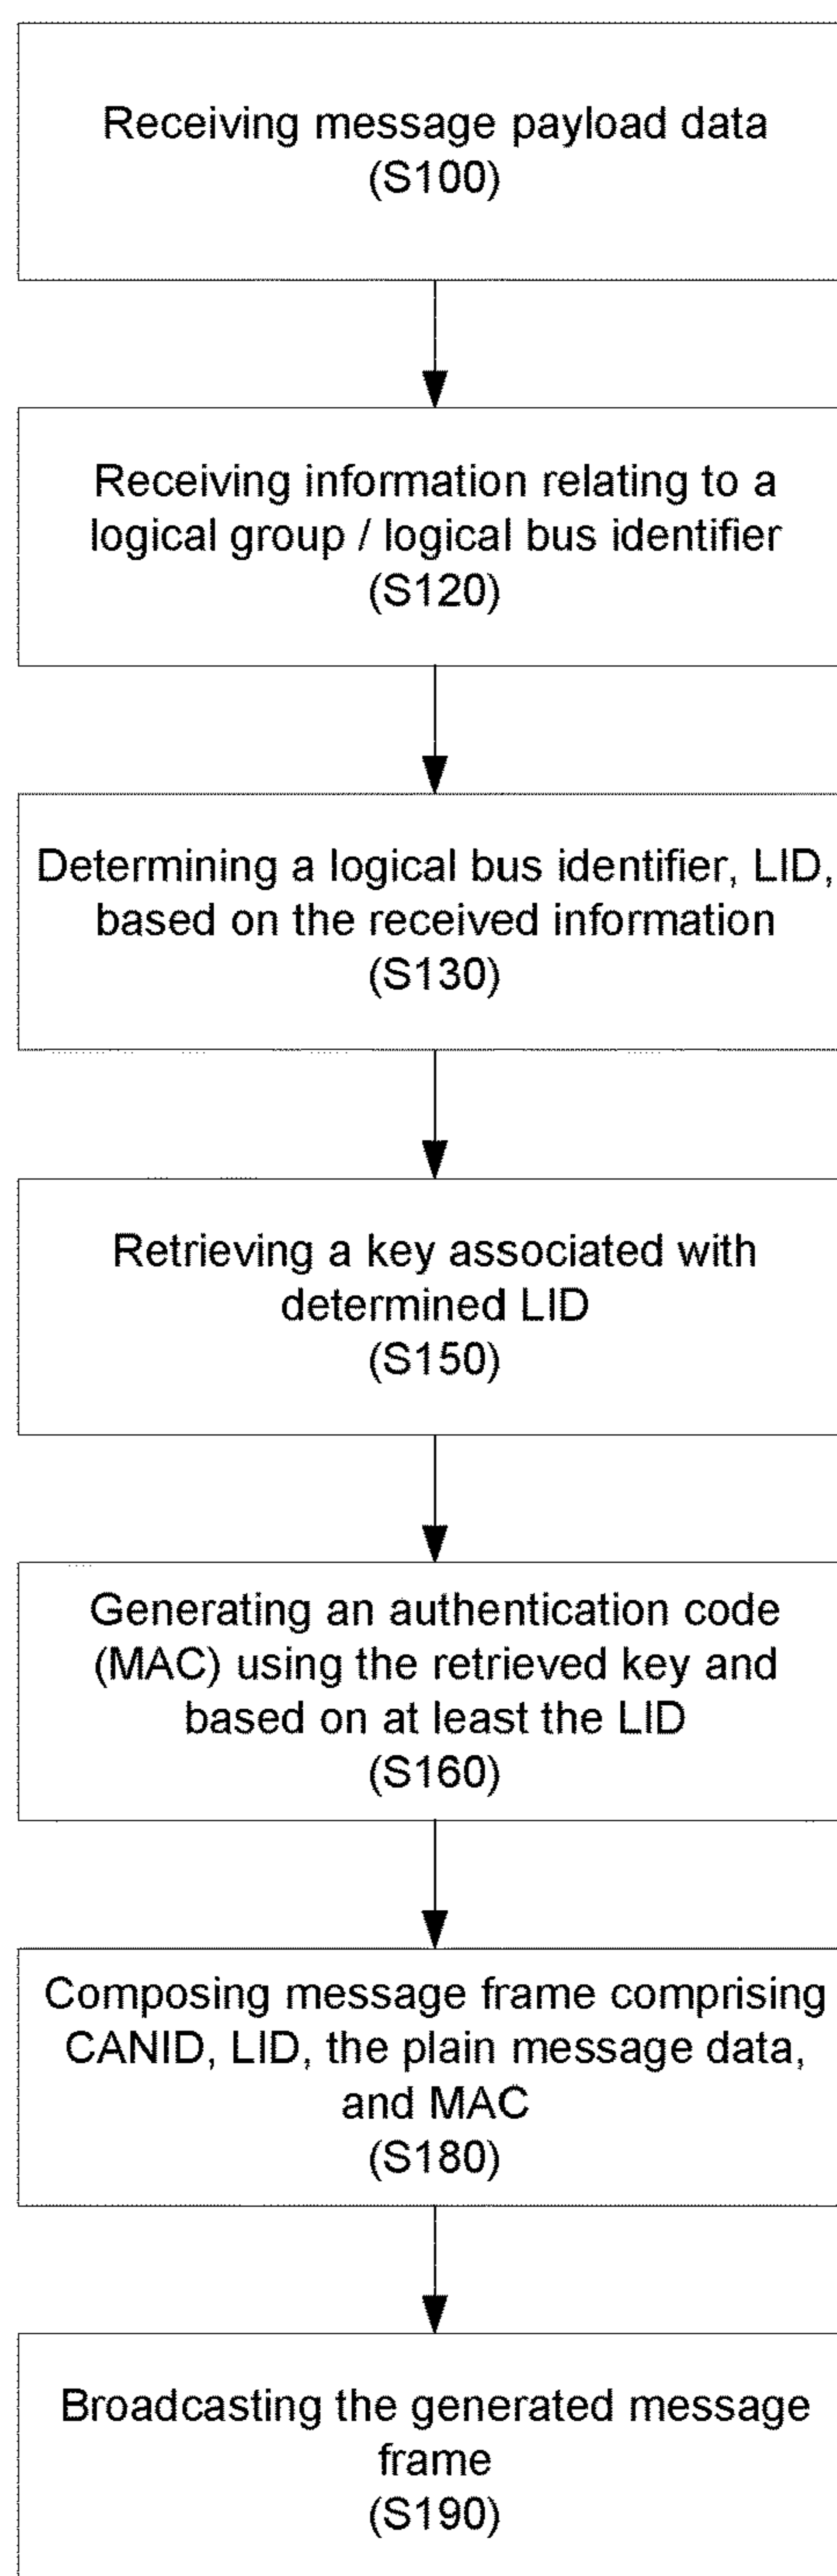 Receiving message payload data
(S100)
Receiving information relating to a
logical group / logical bus identifier
(S120)
Determining a logical bus identifier, LID,
based on the received information
(S130)
Retrieving a key associated with
determined LID
(S150)
Generating an authentication code
(MAC) using the retrieved key and
based on at least the LID
(S160)
Composing message frame comprising
CANID, LID, the plain message data,
and MAC
(S180)
Broadcasting the generated message
frame
(S190)